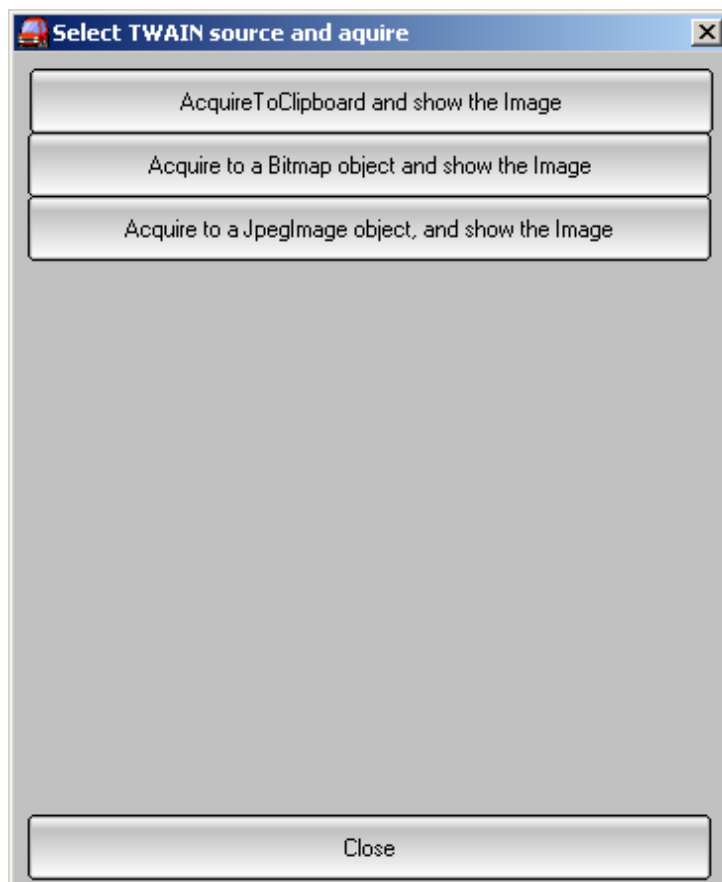 Select TWAIN source and aquire
AcquireToClipboard and show the Image
Acquire to a Bitmap object and show the Image
Acquire to a JpegImage object, and show the Image
Close